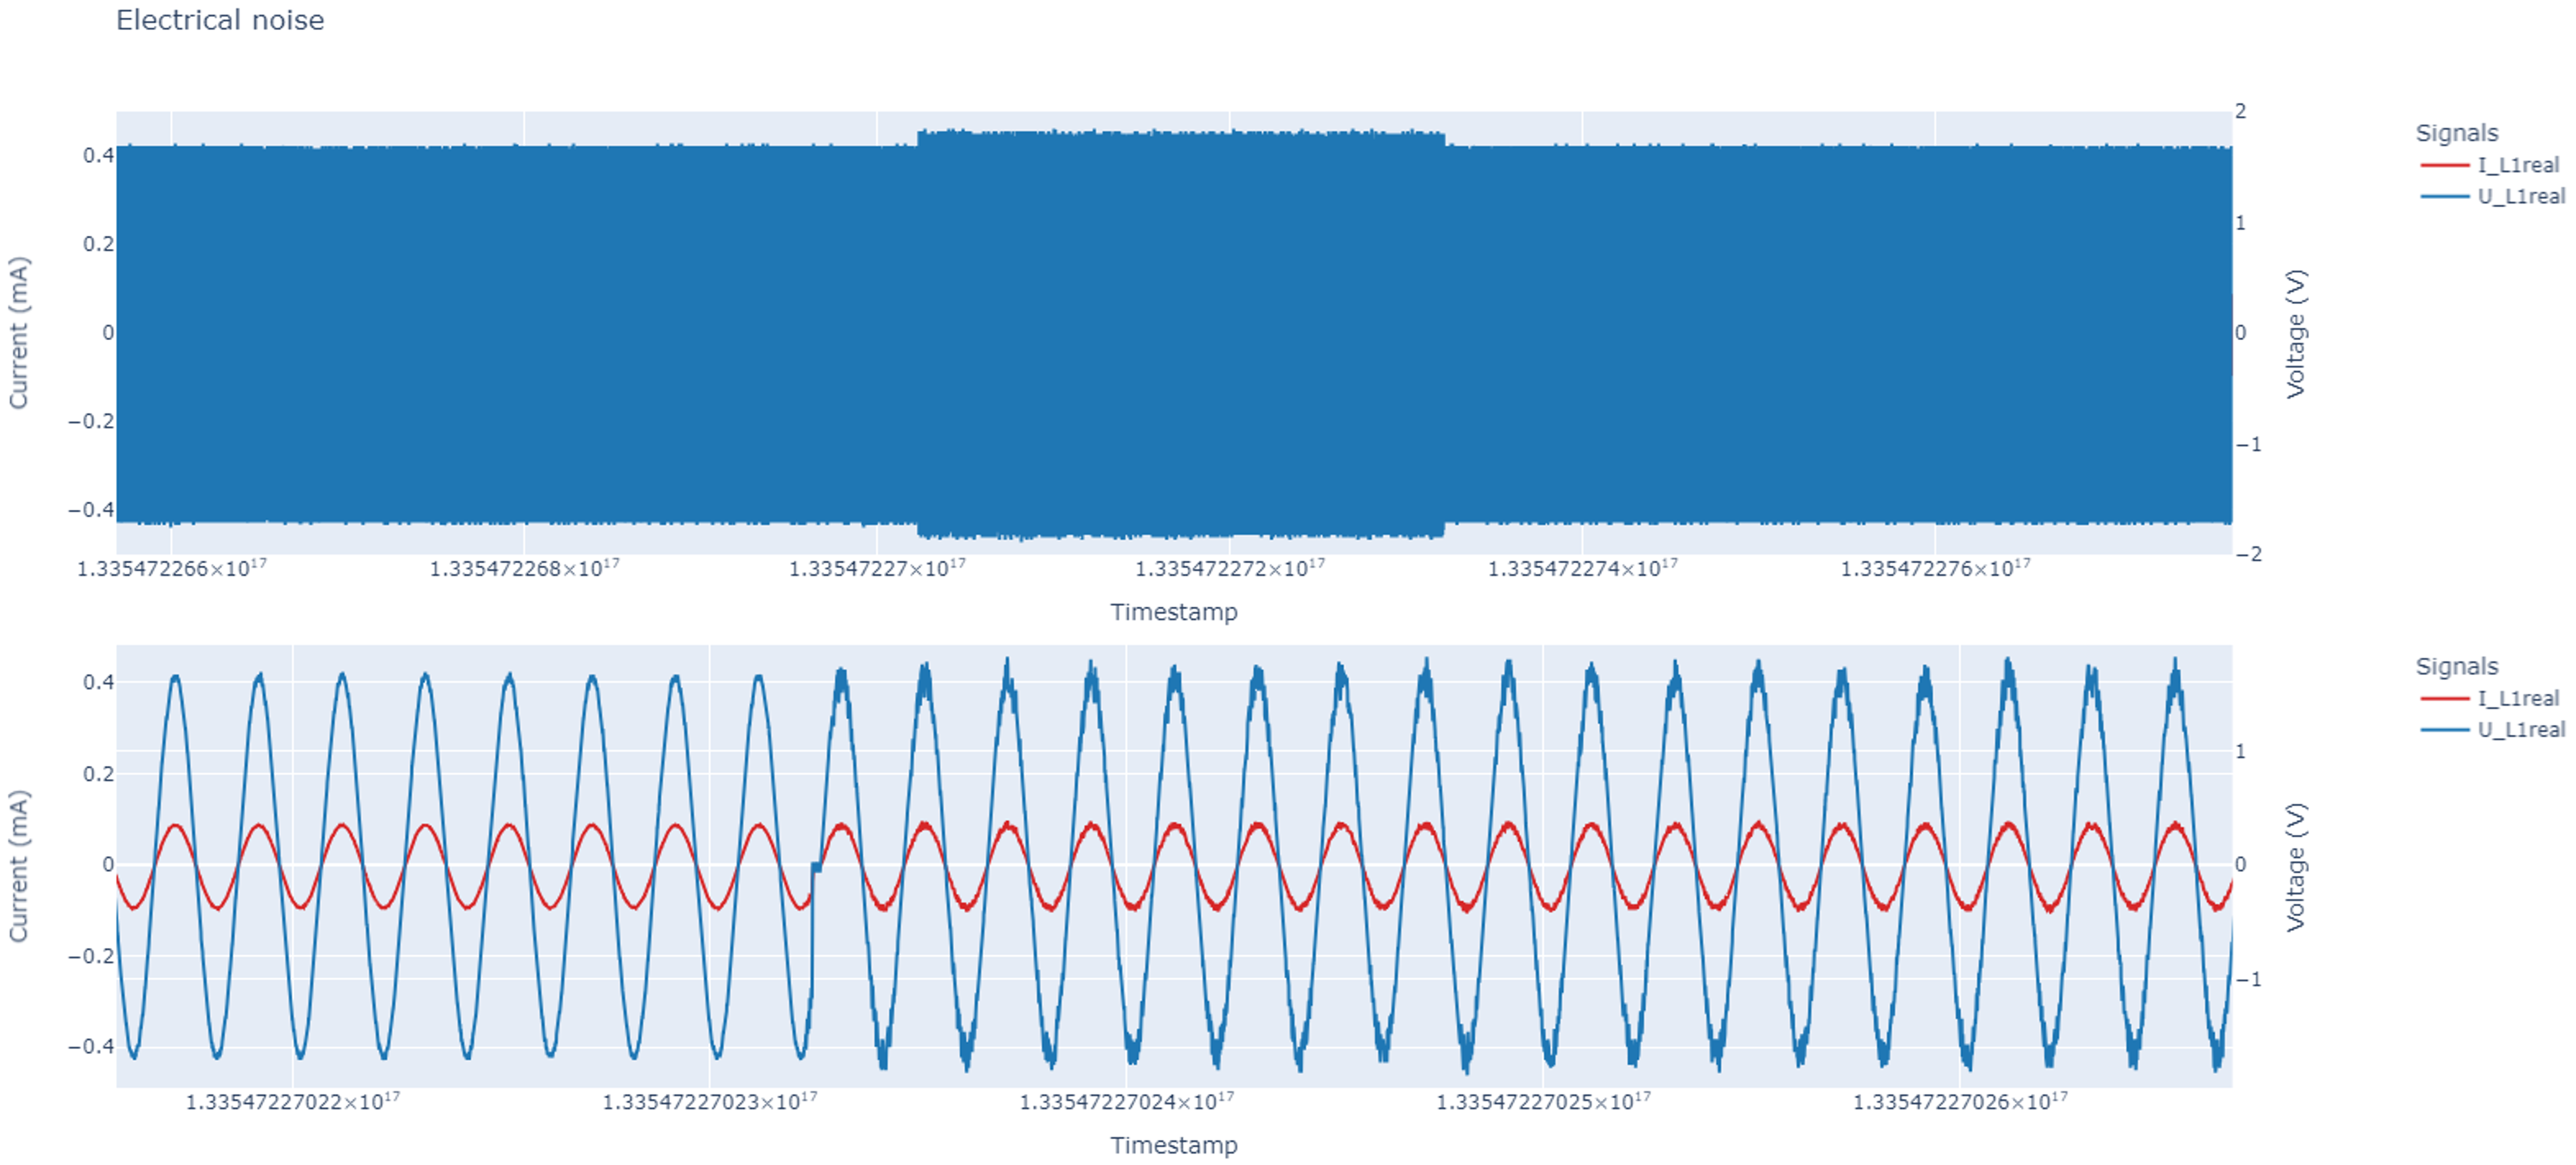 Electrical noise
Current (mA)
0.4
0.2
0
−0.2
−0.4
2
1
0
−1
−2
Voltage (V)
1.335472266×10¹⁷ 1.335472268×10¹⁷ 1.33547227×10¹⁷ 1.335472272×10¹⁷ 1.335472274×10¹⁷ 1.335472276×10¹⁷
Timestamp
Signals
I_L1real
U_L1real
Current (mA)
0.4
0.2
0
−0.2
−0.4
1
0
−1
Voltage (V)
1.33547227022×10¹⁷ 1.33547227023×10¹⁷ 1.33547227024×10¹⁷ 1.33547227025×10¹⁷ 1.33547227026×10¹⁷
Timestamp
Signals
I_L1real
U_L1real